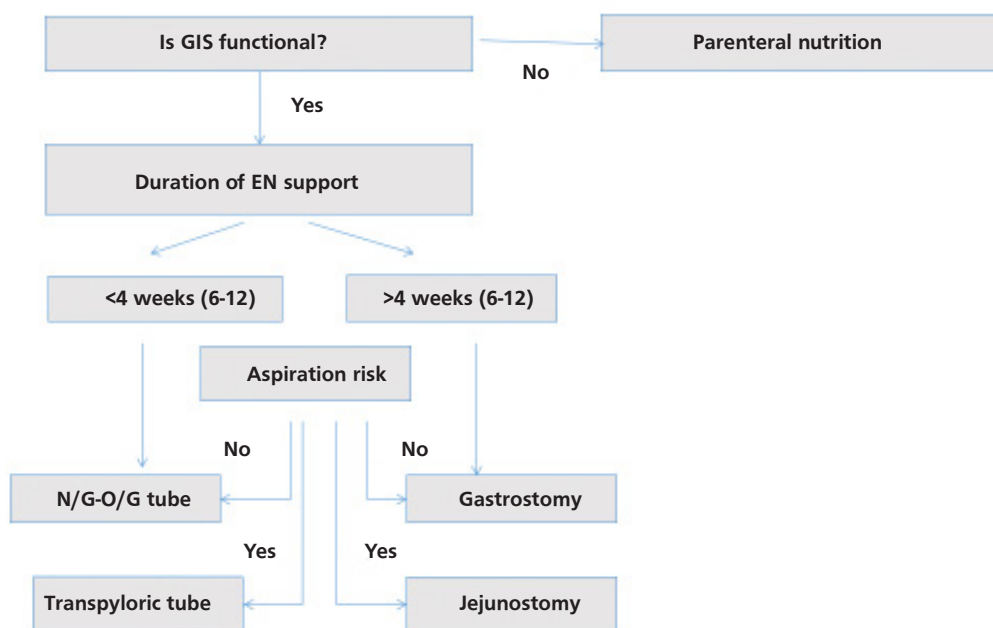 Is GIS functional?
Parenteral nutrition
No
Yes
Duration of EN support
<4 weeks (6-12)
>4 weeks (6-12)
Aspiration risk
No
No
N/G-O/G tube
Gastrostomy
Yes
Yes
Transpyloric tube
Jejunostomy